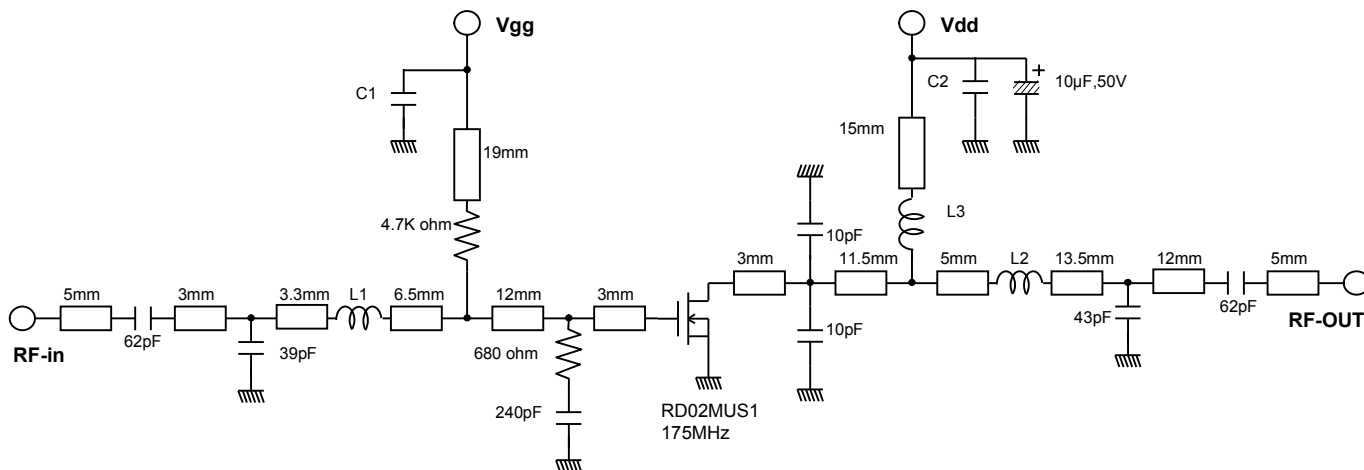 Vgg
Vdd
C1
C2
10µF,50V
19mm
15mm
4.7K ohm
L3
10pF
3mm
11.5mm
5mm
L2
13.5mm
12mm
5mm
5mm
3mm
3.3mm
L1
6.5mm
12mm
3mm
RF-in
62pF
39pF
680 ohm
10pF
43pF
62pF
RF-OUT
240pF
RD02MUS1
175MHz